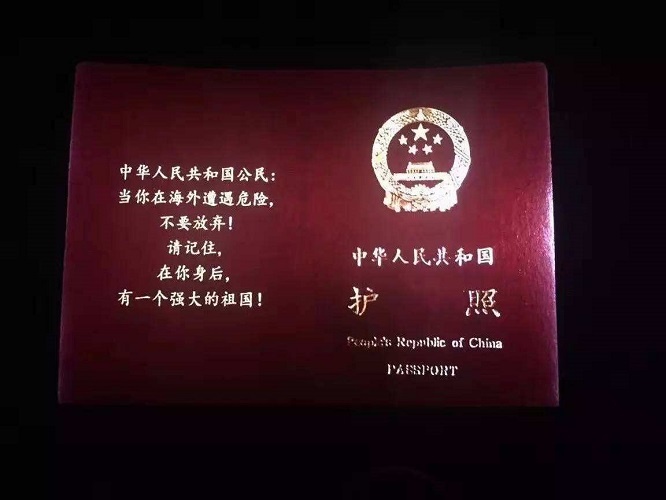 中华人民共和国公民：
当你在海外遭遇危险，
不要放弃！
请记住，
在你身后，
有一个强大的祖国！
中华人民共和国
护照
People's Republic of China
PASSPORT